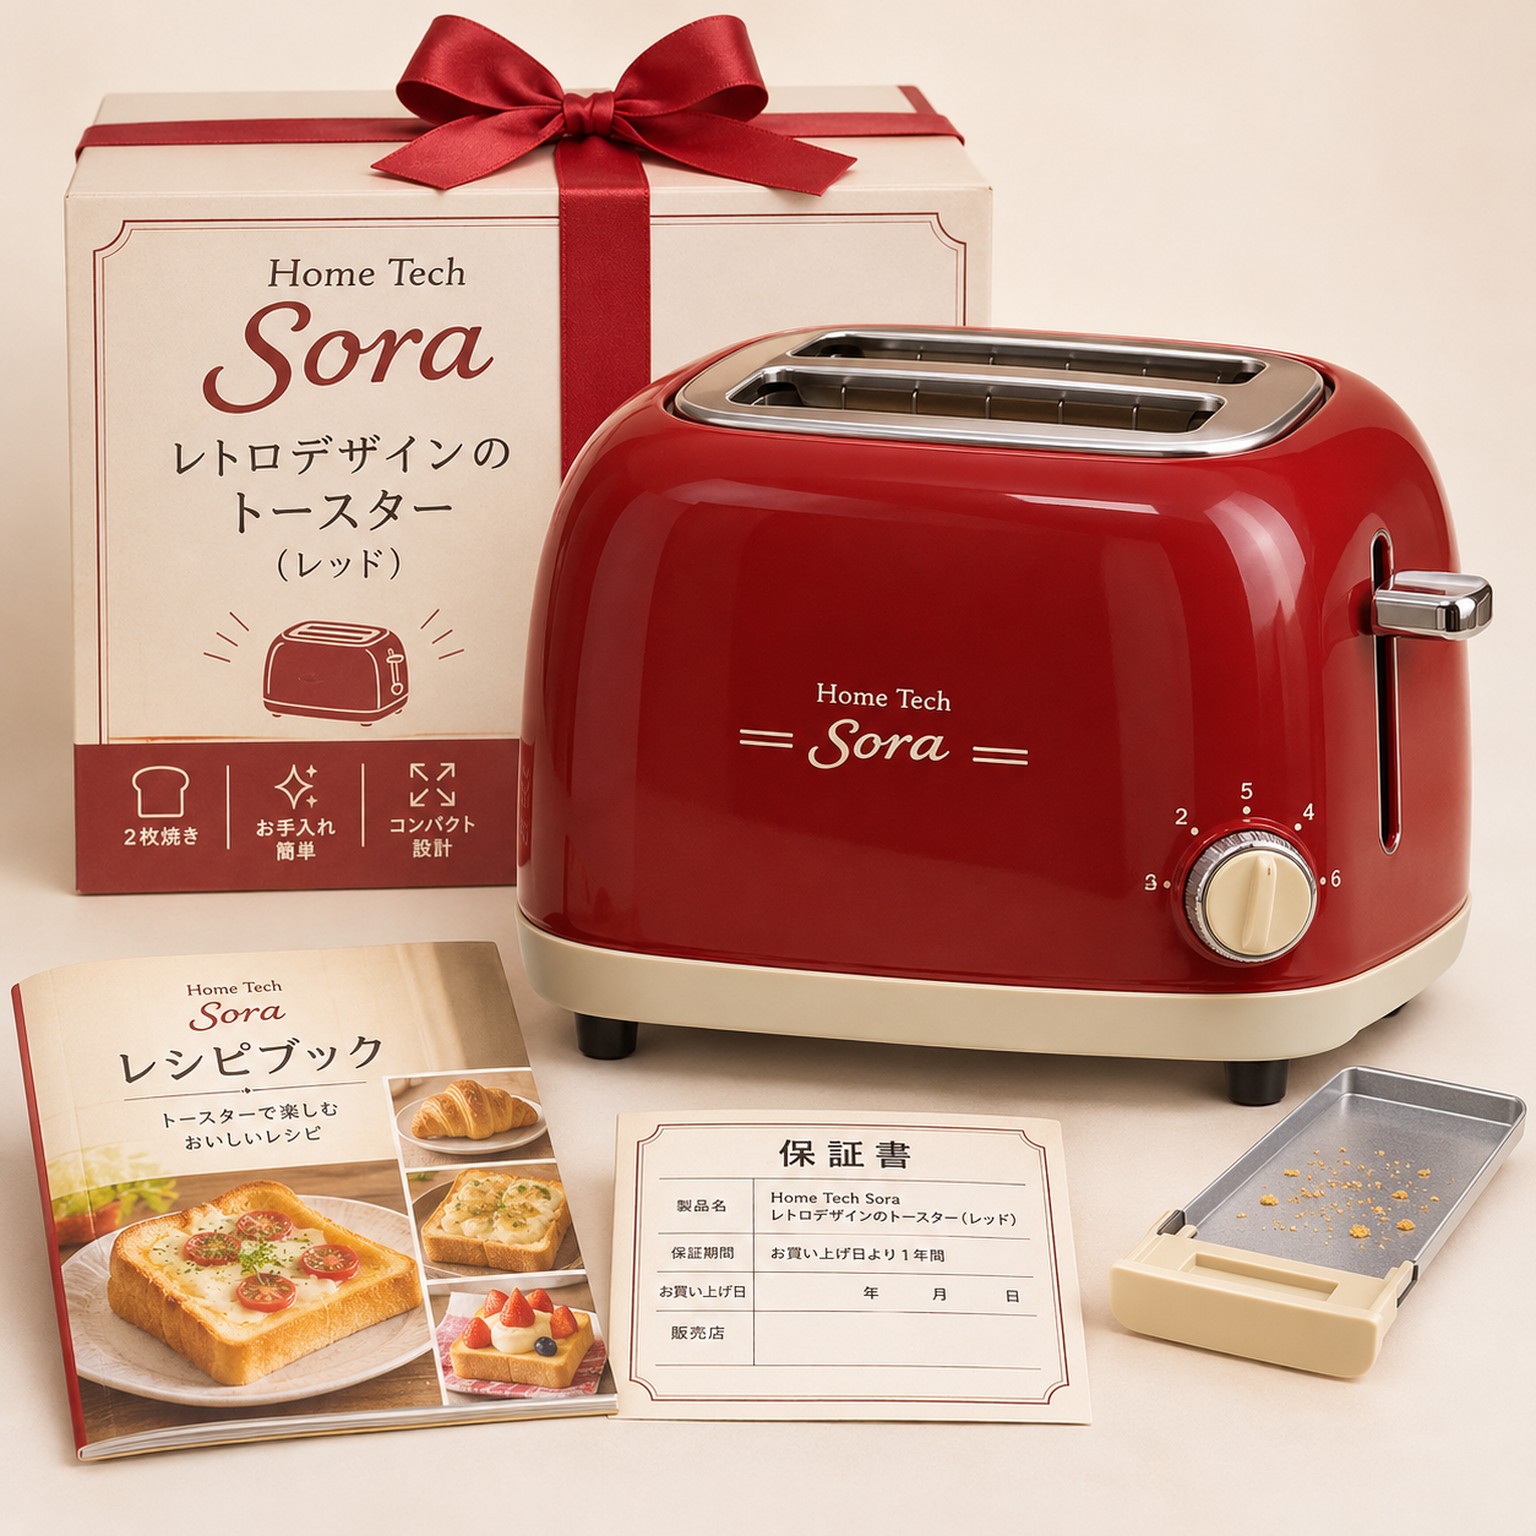 Home Tech
Sora
レトロデザインの
トースター
(レッド)
2枚焼き
お手入れ
簡単
コンパクト
設計
Home Tech
Sora
5
2
4
3
6
Home Tech
Sora
レシピブック
トースターで楽しむ
おいしいレシピ
保証書
製品名
Home Tech Sora
レトロデザインのトースター(レッド)
保証期間
お買い上げ日より1年間
お買い上げ日
年 月 日
販売店